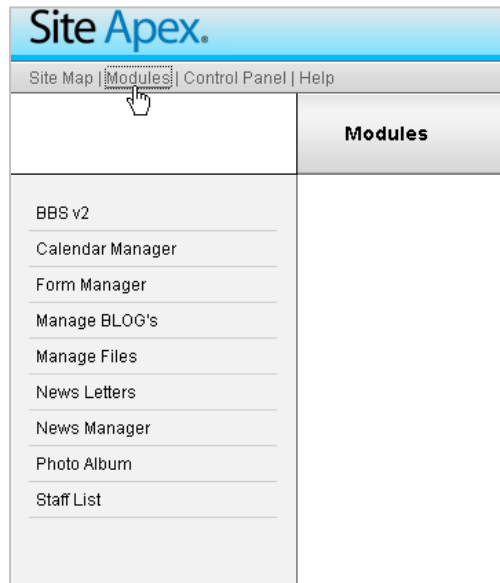 Site Apex®
Site Map | Modules | Control Panel | Help
Modules
BBS v2
Calendar Manager
Form Manager
Manage BLOG's
Manage Files
News Letters
News Manager
Photo Album
Staff List